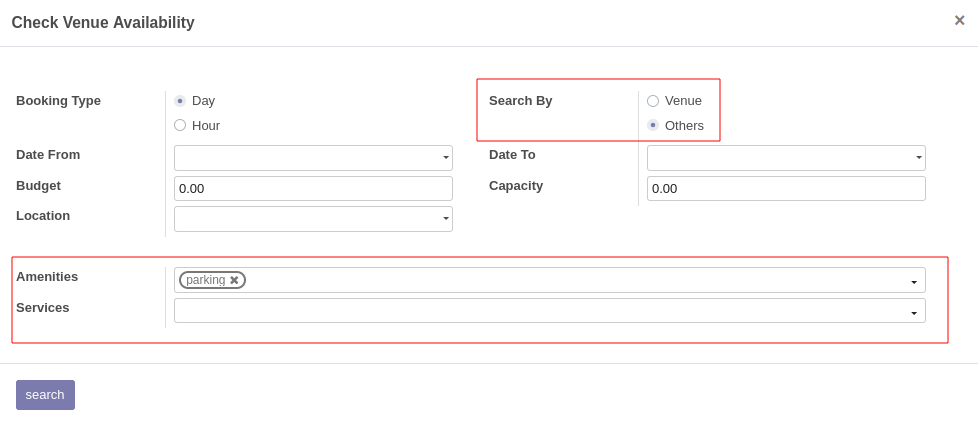 Check Venue Availability ×
Booking Type Day Search By Venue
Hour Others
Date From Date To
Budget 0.00 Capacity 0.00
Location
Amenities parking ✖
Services
search